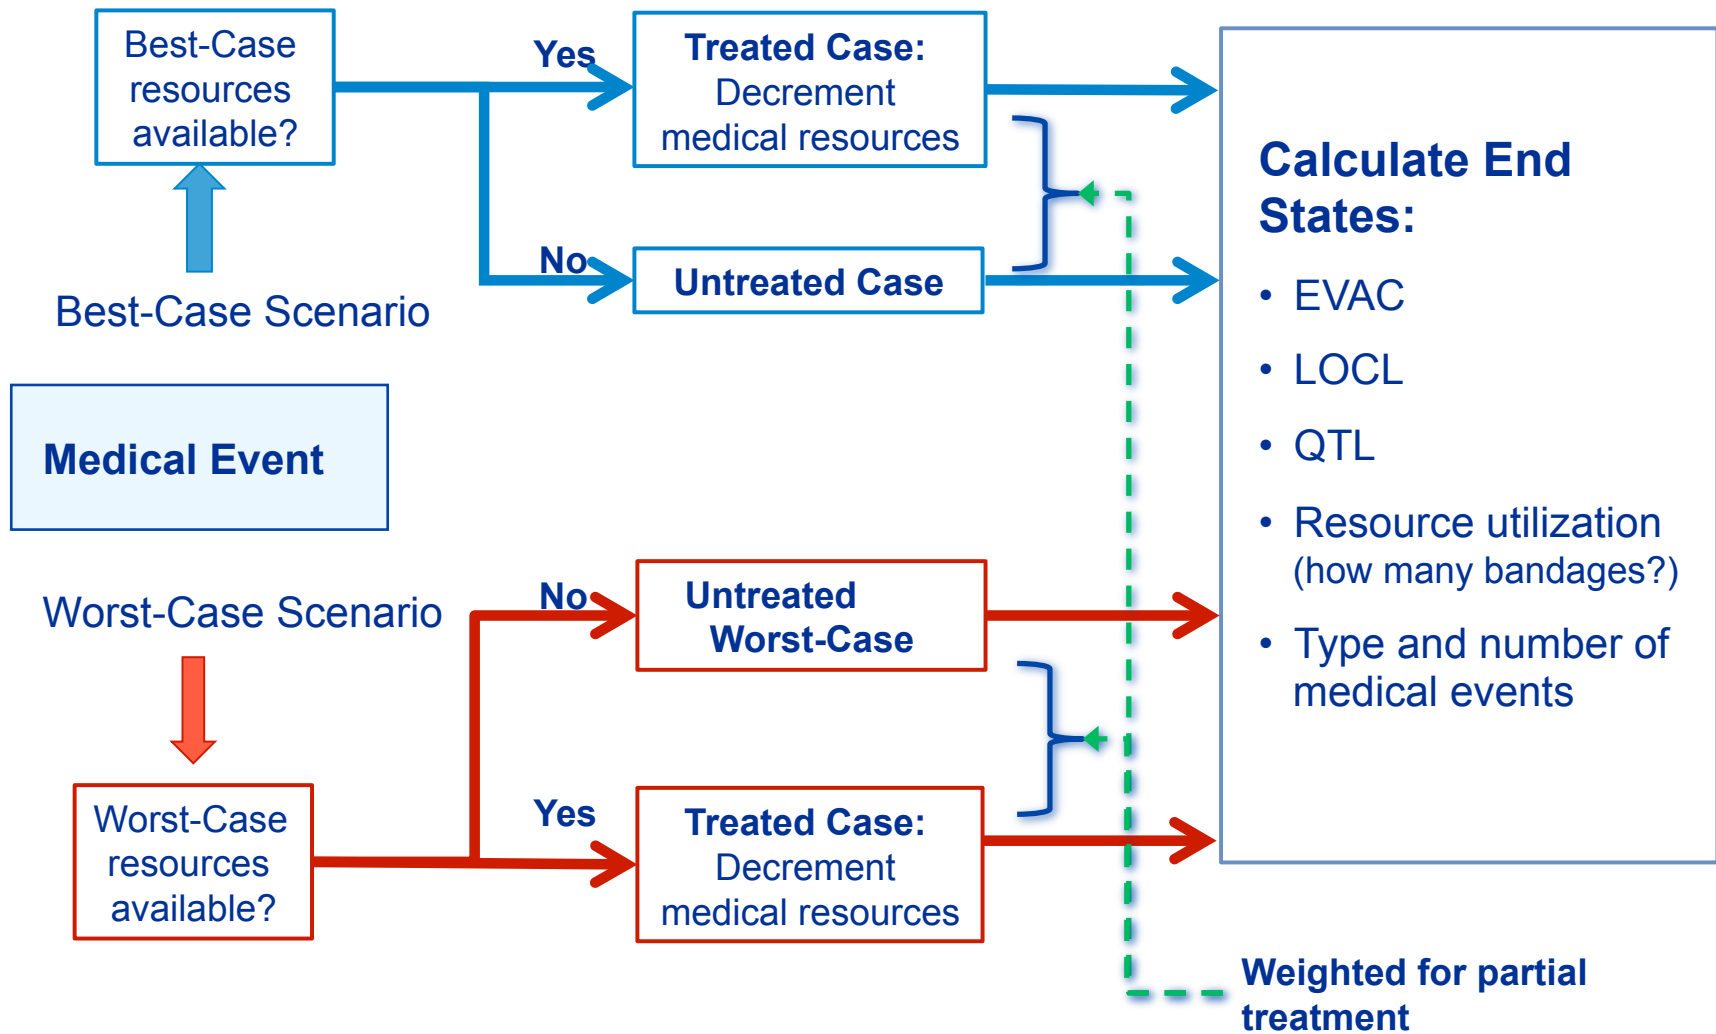 Best-Case
resources
available?
Best-Case Scenario
Yes
No
Treated Case:
Decrement
medical resources
Untreated Case
Medical Event
Worst-Case Scenario
Worst-Case
resources
available?
No
Yes
Untreated
Worst-Case
Treated Case:
Decrement
medical resources
Calculate End
States:
• EVAC
• LOCL
• QTL
• Resource utilization
(how many bandages?)
• Type and number of
medical events
Weighted for partial
treatment